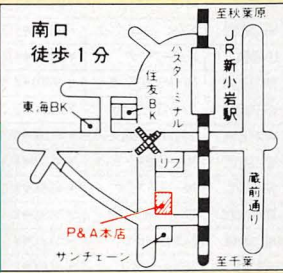 南口
徒歩1分
至秋葉原
JR新小岩駅
バスターミナル
住友BK
東海BK
リブ
蔵前通り
P&A本店
サンチェーン
至千葉